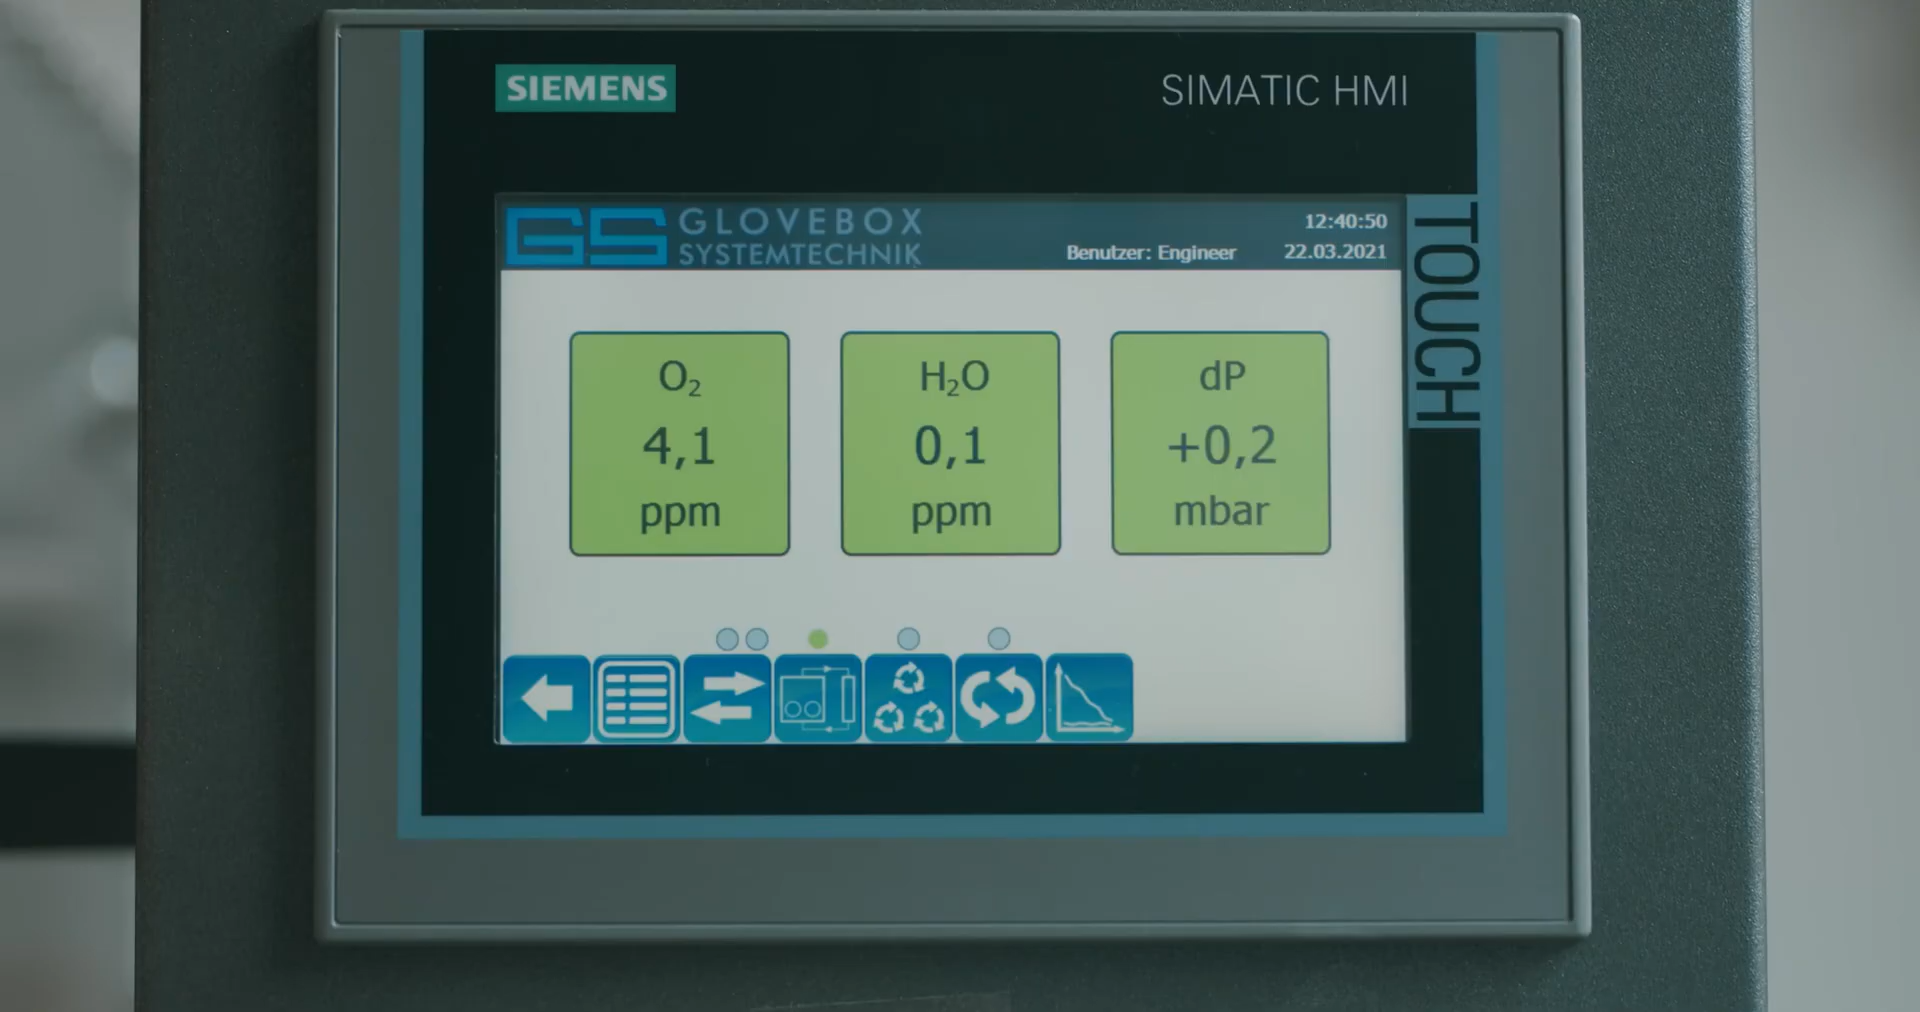 SIEMENS
SIMATIC HMI
GS GLOVEBOX
SYSTEMTECHNIK
12:40:50
Benutzer: Engineer 22.03.2021
TOUCH
O₂ H₂O dP
4,1 0,1 +0,2
ppm ppm mbar